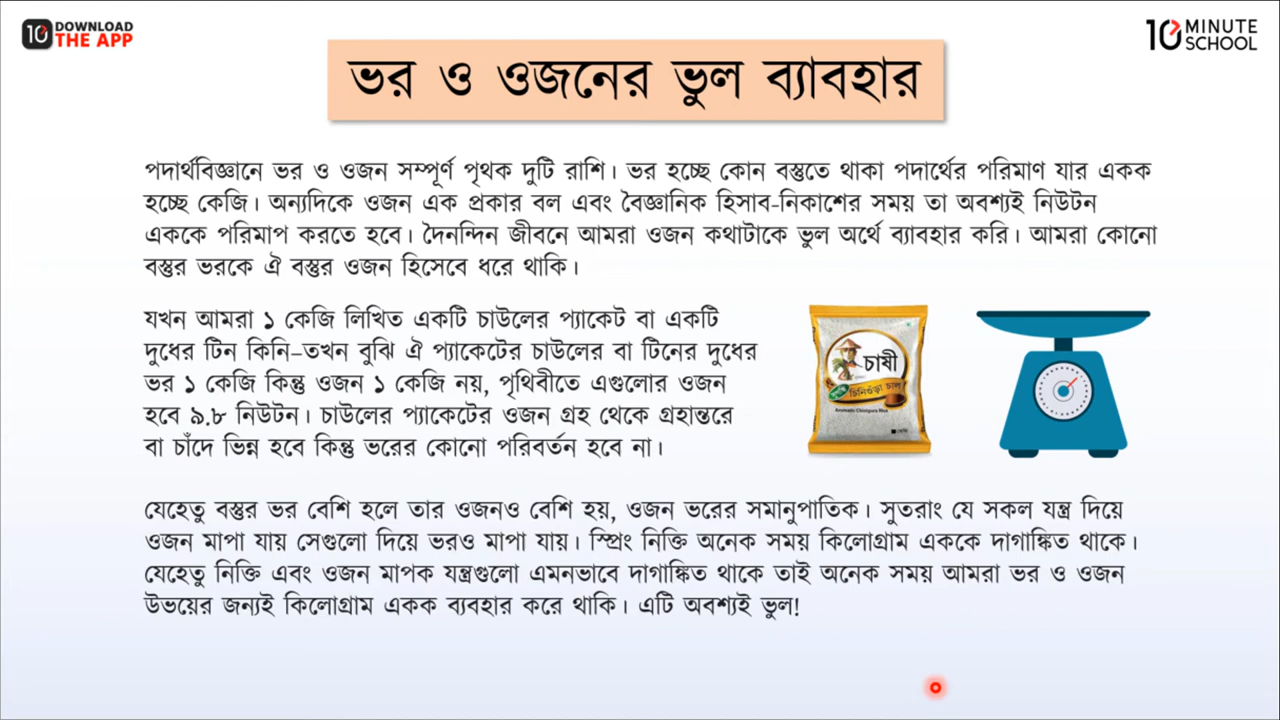 10 DOWNLOAD THE APP
10 MINUTE SCHOOL
ভর ও ওজনের ভুল ব্যাবহার
পদার্থবিজ্ঞানে ভর ও ওজন সম্পূর্ণ পৃথক দুটি রাশি। ভর হচ্ছে কোন বস্তুতে থাকা পদার্থের পরিমাণ যার একক
হচ্ছে কেজি। অন্যদিকে ওজন এক প্রকার বল এবং বৈজ্ঞানিক হিসাব-নিকাশের সময় তা অবশ্যই নিউটন
এককে পরিমাপ করতে হবে। দৈনন্দিন জীবনে আমরা ওজন কথাটাকে ভুল অর্থে ব্যাবহার করি। আমরা কোনো
বস্তুর ভরকে ঐ বস্তুর ওজন হিসেবে ধরে থাকি।
যখন আমরা ১ কেজি লিখিত একটি চাউলের প্যাকেট বা একটি
দুধের টিন কিনি–তখন বুঝি ঐ প্যাকেটের চাউলের বা টিনের দুধের
ভর ১ কেজি কিন্তু ওজন ১ কেজি নয়, পৃথিবীতে এগুলোর ওজন
হবে ৯.৮ নিউটন। চাউলের প্যাকেটের ওজন গ্রহ থেকে গ্রহান্তরে
বা চাঁদে ভিন্ন হবে কিন্তু ভরের কোনো পরিবর্তন হবে না।
চাষী
চিনিগুঁড়া চাল
Aromatic Chinigura Rice
যেহেতু বস্তুর ভর বেশি হলে তার ওজনও বেশি হয়, ওজন ভরের সমানুপাতিক। সুতরাং যে সকল যন্ত্র দিয়ে
ওজন মাপা যায় সেগুলো দিয়ে ভরও মাপা যায়। স্প্রিং নিক্তি অনেক সময় কিলোগ্রাম এককে দাগাঙ্কিত থাকে।
যেহেতু নিক্তি এবং ওজন মাপক যন্ত্রগুলো এমনভাবে দাগাঙ্কিত থাকে তাই অনেক সময় আমরা ভর ও ওজন
উভয়ের জন্যই কিলোগ্রাম একক ব্যবহার করে থাকি। এটি অবশ্যই ভুল!